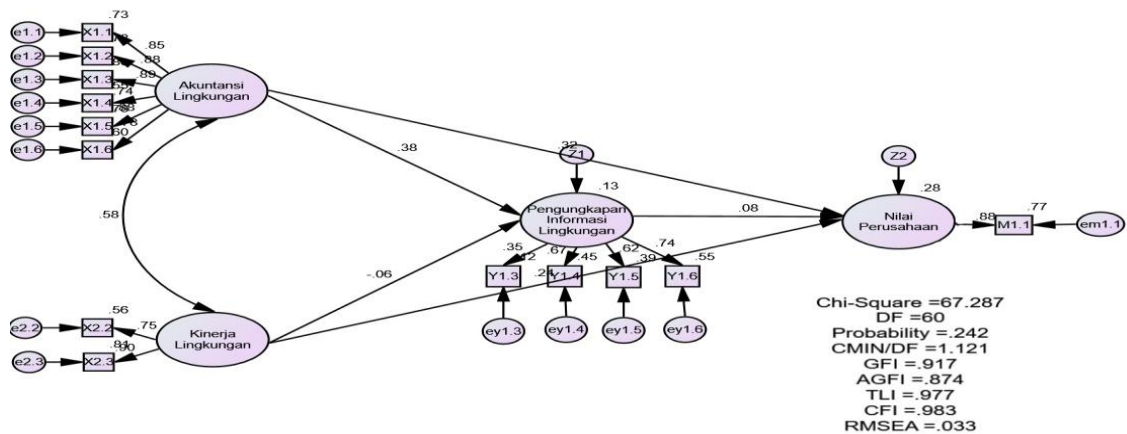 .73
e1.1 X1.1
.85
e1.2 X1.2
.88
e1.3 X1.3
.89
e1.4 X1.4
.74
e1.5 X1.5
e1.6 X1.6
.60
Akuntansi
Lingkungan
.58
.38
.32
-.06
.24
.08
Z1
.13
Pengungkapan
Informasi
Lingkungan
.35
.67
.45
.62
.39
.74
.55
Y1.3 Y1.4 Y1.5 Y1.6
ey1.3 ey1.4 ey1.5 ey1.6
Z2
.28
Nilai
Perusahaan
.88
.77
M1.1
em1.1
.56
e2.2 X2.2
.75
.81
.90
e2.3 X2.3
Kinerja
Lingkungan
Chi-Square =67.287
DF =60
Probability =.242
CMIN/DF =1.121
GFI =.917
AGFI =.874
TLI =.977
CFI =.983
RMSEA =.033